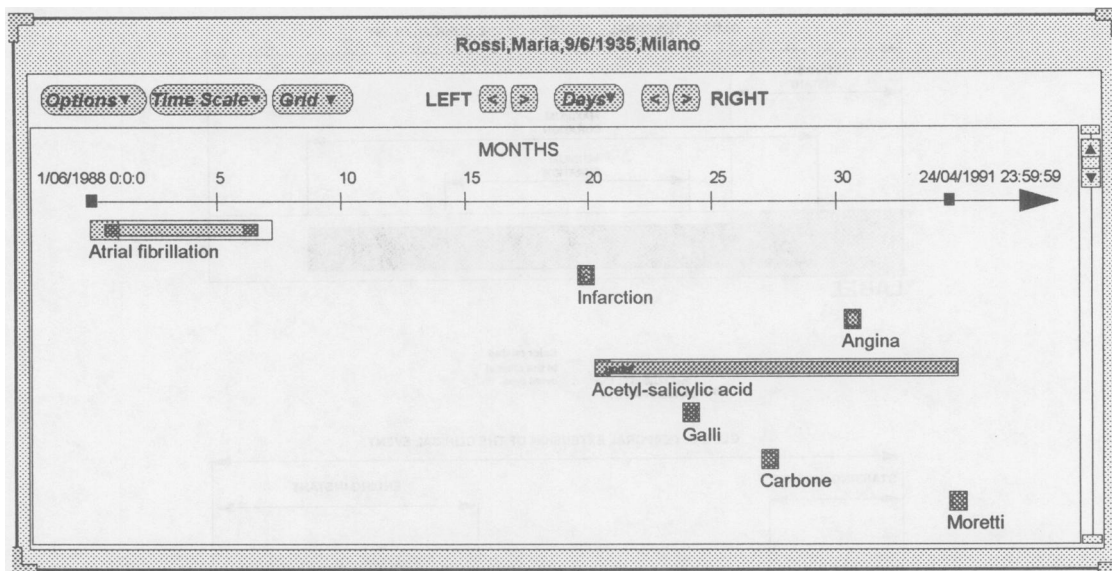 Rossi,Maria,9/6/1935,Milano
Options Time Scale Grid LEFT < > Days < > RIGHT
MONTHS
1/06/1988 0:0:0 5 10 15 20 25 30 24/04/1991 23:59:59
Atrial fibrillation
Infarction
Angina
Acetyl-salicylic acid
Galli
Carbone
Moretti